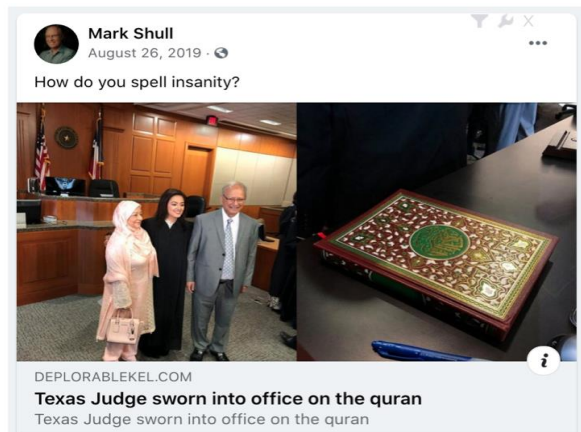 Mark Shull
August 26, 2019 ·
How do you spell insanity?
DEPLORABLEKEL.COM
Texas Judge sworn into office on the quran
Texas Judge sworn into office on the quran